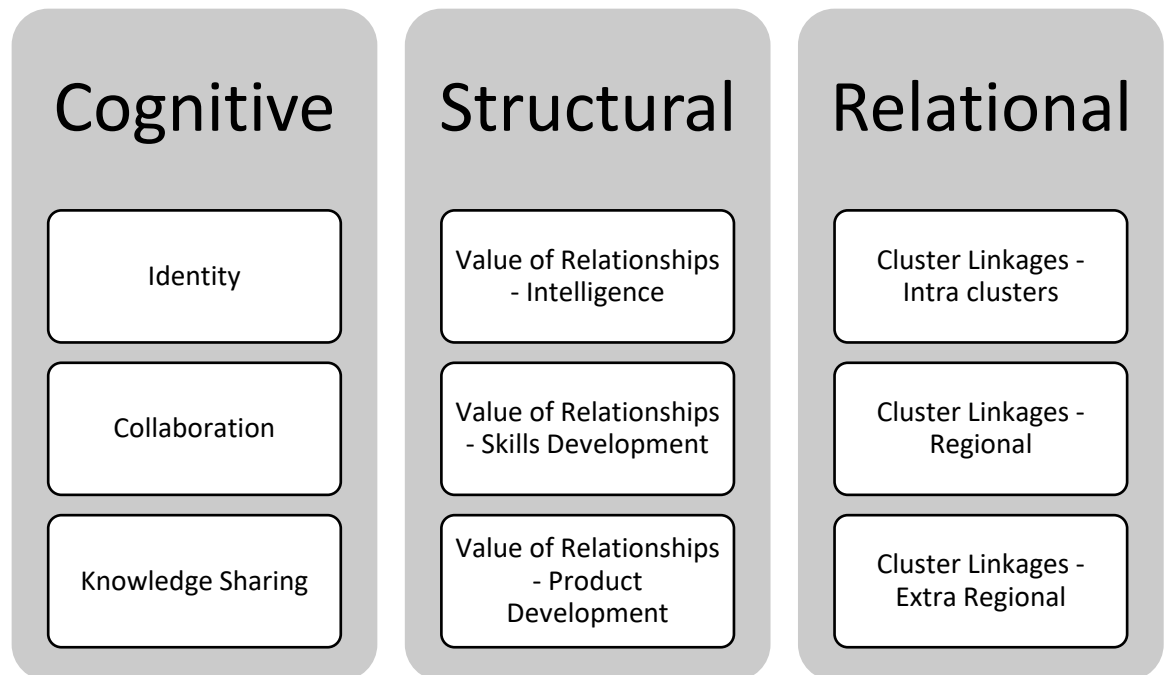 Cognitive
Identity
Collaboration
Knowledge Sharing
Structural
Value of Relationships
- Intelligence
Value of Relationships
- Skills Development
Value of Relationships
- Product
Development
Relational
Cluster Linkages -
Intra clusters
Cluster Linkages -
Regional
Cluster Linkages -
Extra Regional